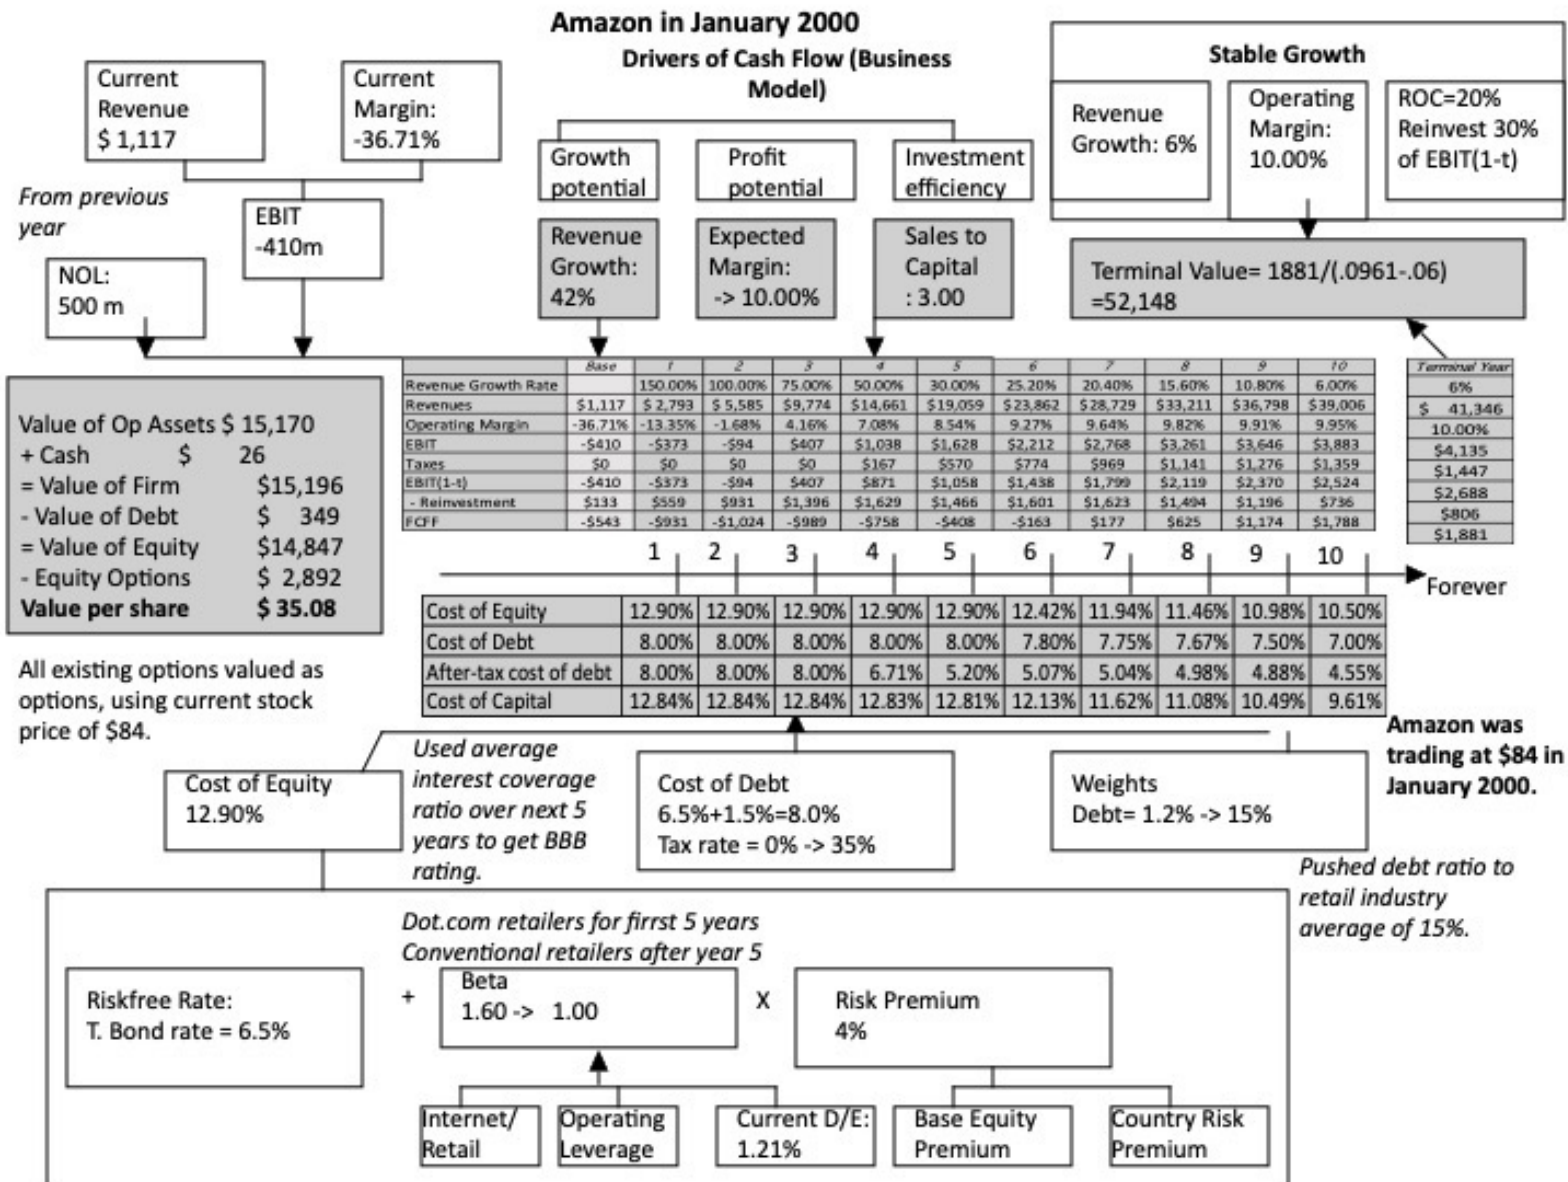 Amazon in January 2000
Drivers of Cash Flow (Business
Model)
Current
Revenue
$ 1,117
Current
Margin:
-36.71%
From previous
year
EBIT
-410m
NOL:
500 m
Growth
potential
Profit
potential
Investment
efficiency
Revenue
Growth:
42%
Expected
Margin:
-> 10.00%
Sales to
Capital
: 3.00
Stable Growth
Revenue
Growth: 6%
Operating
Margin:
10.00%
ROC=20%
Reinvest 30%
of EBIT(1-t)
Terminal Value= 1881/(.0961-.06)
=52,148
Base 1 2 3 4 5 6 7 8 9 10
Revenue Growth Rate 150.00% 100.00% 75.00% 50.00% 30.00% 25.20% 20.40% 15.60% 10.80% 6.00%
Revenues $1,117 $ 2,793 $ 5,585 $9,774 $14,661 $19,059 $23,862 $28,729 $33,211 $36,798 $39,006
Operating Margin -36.71% -13.35% -1.68% 4.16% 7.08% 8.54% 9.27% 9.64% 9.82% 9.91% 9.95%
EBIT -$410 -$373 -$94 $407 $1,038 $1,628 $2,212 $2,768 $3,261 $3,646 $3,883
Taxes $0 $0 $0 $0 $167 $570 $774 $969 $1,141 $1,276 $1,359
EBIT(1-t) -$410 -$373 -$94 $407 $871 $1,058 $1,438 $1,799 $2,119 $2,370 $2,524
- Reinvestment $133 $559 $931 $1,396 $1,629 $1,466 $1,601 $1,623 $1,494 $1,196 $736
FCFF -$543 -$931 -$1,024 -$989 -$758 -$408 -$163 $177 $625 $1,174 $1,788
Terminal Year
6%
$ 41,346
10.00%
$4,135
$1,447
$2,688
$806
$1,881
Value of Op Assets $ 15,170
+ Cash $ 26
= Value of Firm $15,196
- Value of Debt $ 349
= Value of Equity $14,847
- Equity Options $ 2,892
Value per share $ 35.08
1 2 3 4 5 6 7 8 9 10
Forever
Cost of Equity 12.90% 12.90% 12.90% 12.90% 12.90% 12.42% 11.94% 11.46% 10.98% 10.50%
Cost of Debt 8.00% 8.00% 8.00% 8.00% 8.00% 7.80% 7.75% 7.67% 7.50% 7.00%
After-tax cost of debt 8.00% 8.00% 8.00% 6.71% 5.20% 5.07% 5.04% 4.98% 4.88% 4.55%
Cost of Capital 12.84% 12.84% 12.84% 12.83% 12.81% 12.13% 11.62% 11.08% 10.49% 9.61%
All existing options valued as
options, using current stock
price of $84.
Amazon was
trading at $84 in
January 2000.
Cost of Equity
12.90%
Used average
interest coverage
ratio over next 5
years to get BBB
rating.
Cost of Debt
6.5%+1.5%=8.0%
Tax rate = 0% -> 35%
Weights
Debt= 1.2% -> 15%
Pushed debt ratio to
retail industry
average of 15%.
Dot.com retailers for firrst 5 years
Conventional retailers after year 5
Riskfree Rate:
T. Bond rate = 6.5%
+
Beta
1.60 -> 1.00
X
Risk Premium
4%
Internet/
Retail
Operating
Leverage
Current D/E:
1.21%
Base Equity
Premium
Country Risk
Premium